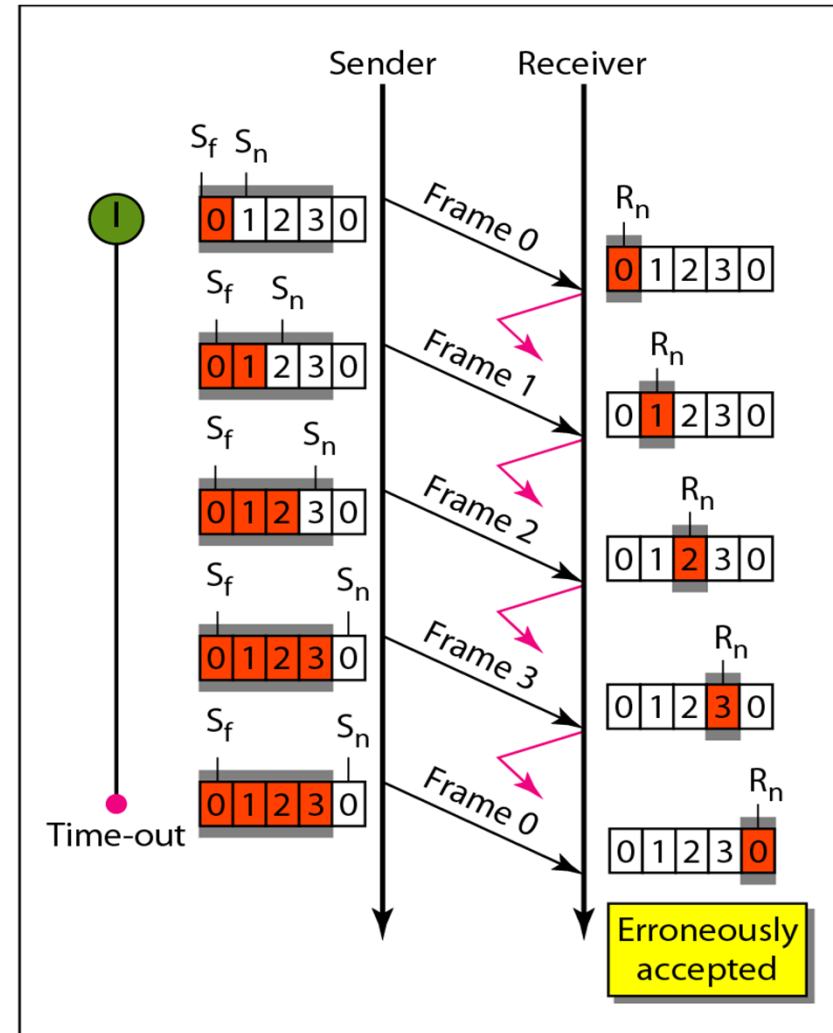 Sender Receiver
Sf Sn
0 1 2 3 0
Frame 0
Rn
0 1 2 3 0
Sf Sn
0 1 2 3 0
Frame 1
Rn
0 1 2 3 0
Sf Sn
0 1 2 3 0
Frame 2
Rn
0 1 2 3 0
Sf Sn
0 1 2 3 0
Frame 3
Rn
0 1 2 3 0
Sf Sn
0 1 2 3 0
Frame 0
Rn
0 1 2 3 0
Time-out
Erroneously
accepted